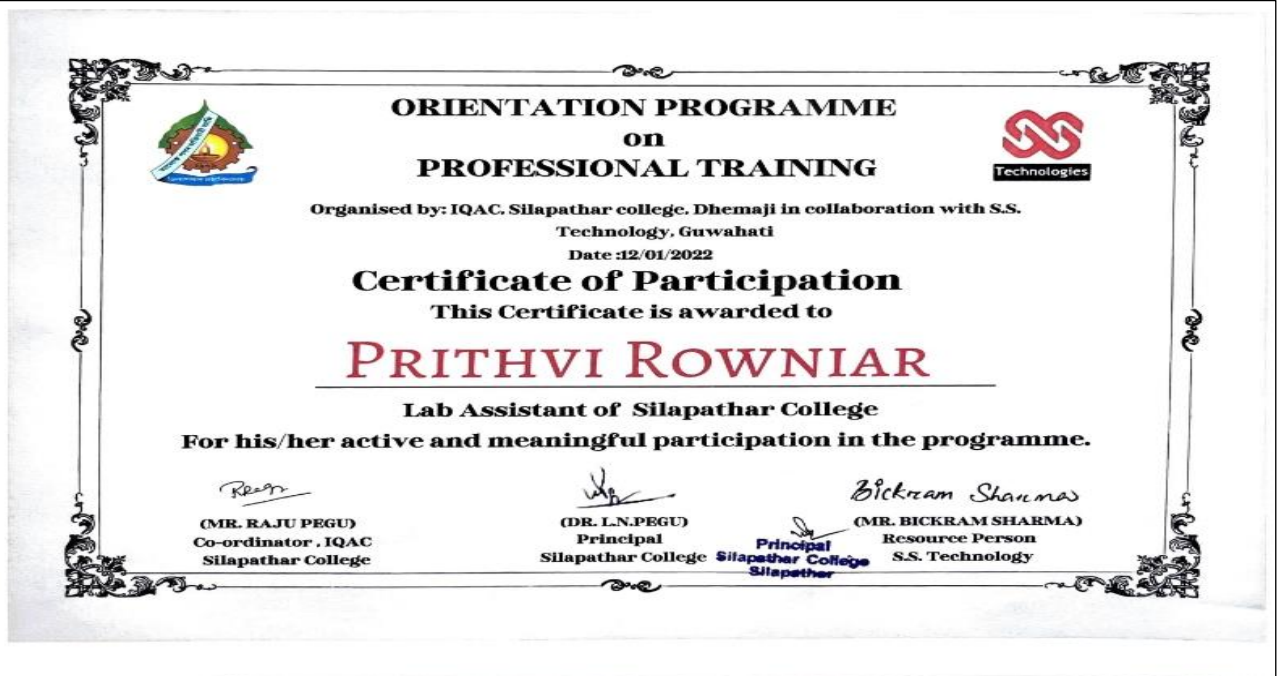 ORIENTATION PROGRAMME
on
PROFESSIONAL TRAINING
Technologies
Organised by: IQAC, Silapathar college, Dhemaji in collaboration with S.S.
Technology, Guwahati
Date :12/01/2022
Certificate of Participation
This Certificate is awarded to
PRITHVI ROWNIAR
Lab Assistant of Silapathar College
For his/her active and meaningful participation in the programme.
Bickram Sharma
(MR. RAJU PEGU)
Co-ordinator , IQAC
Silapathar College
(DR. L.N.PEGU)
Principal
Silapathar College
Principal
Silapathar College
Silapathar
(MR. BICKRAM SHARMA)
Resource Person
S.S. Technology